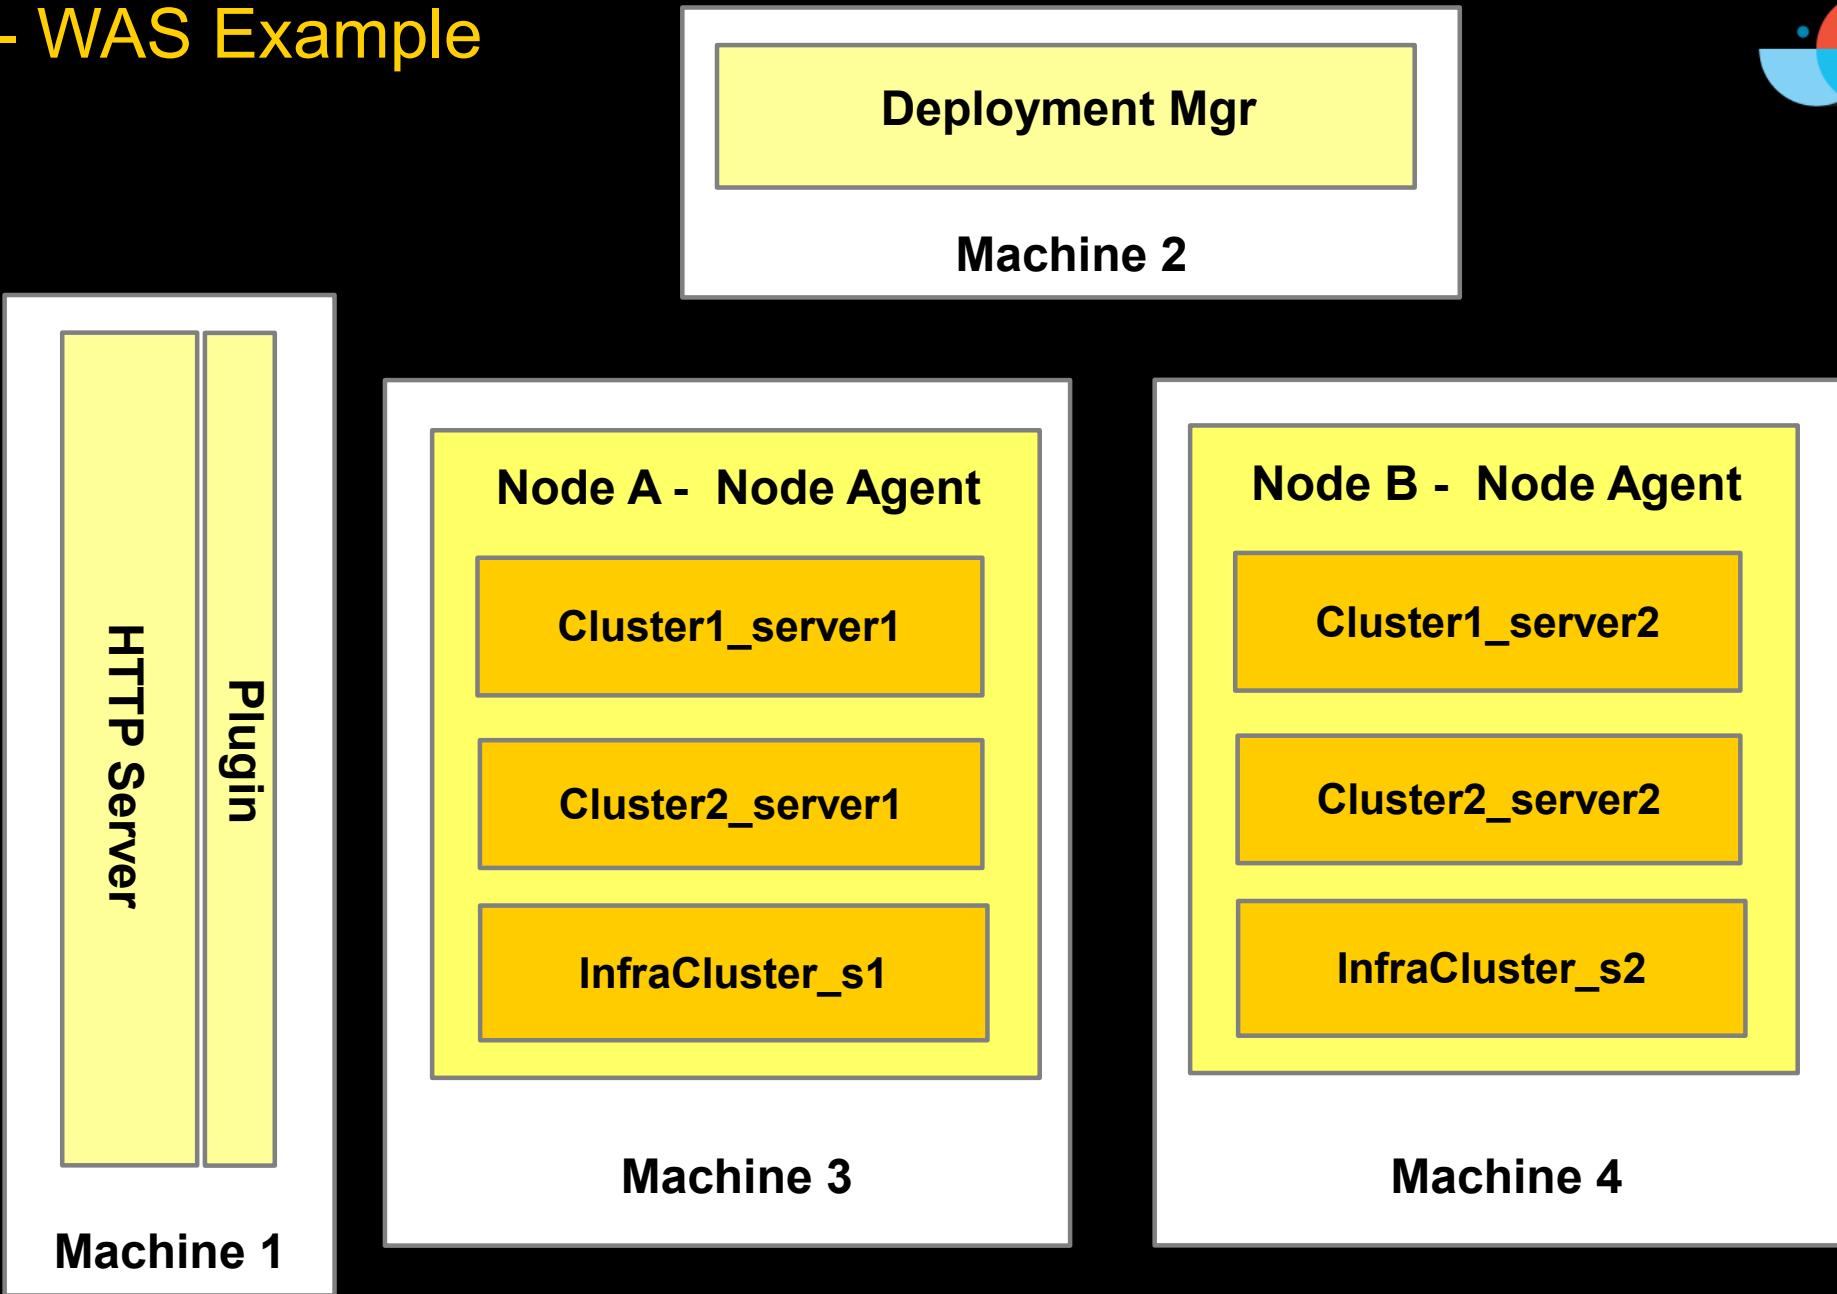 - WAS Example
Deployment Mgr
Machine 2
HTTP Server
Plugin
Machine 1
Node A - Node Agent
Cluster1_server1
Cluster2_server1
InfraCluster_s1
Machine 3
Node B - Node Agent
Cluster1_server2
Cluster2_server2
InfraCluster_s2
Machine 4